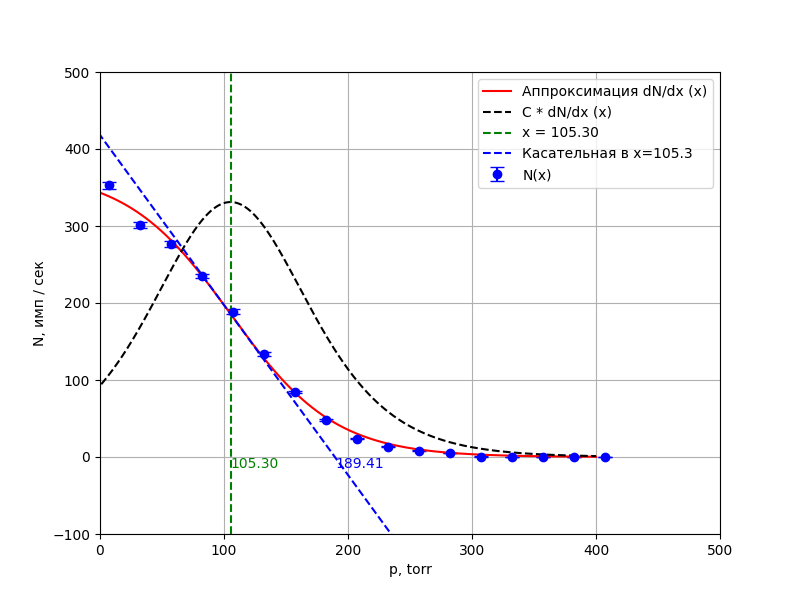 500
400
300
200
100
0
−100
N, имп / сек
Аппроксимация dN/dx (x)
C * dN/dx (x)
x = 105.30
Касательная в x=105.3
N(x)
105.30
189.41
0
100
200
300
400
500
p, torr